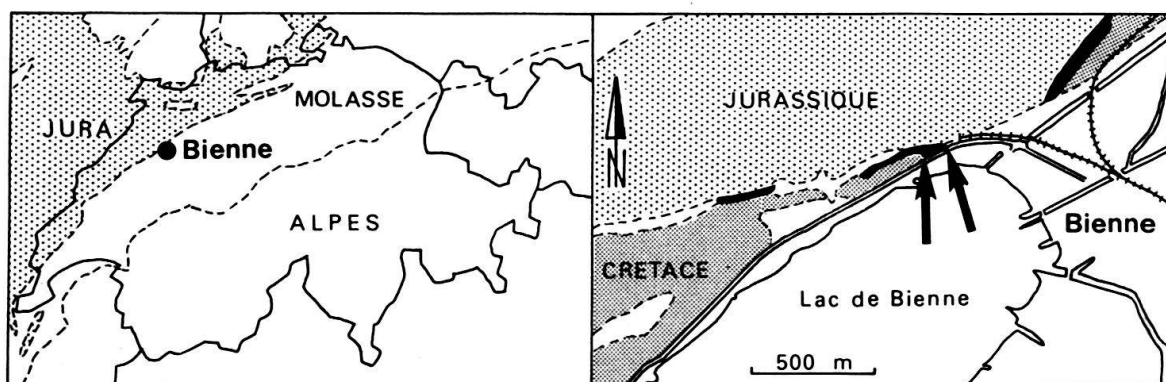 MOLASSE
JURA
Bienne
ALPES
JURASSIQUE
N
Bienne
CRETACE
Lac de Bienne
500 m